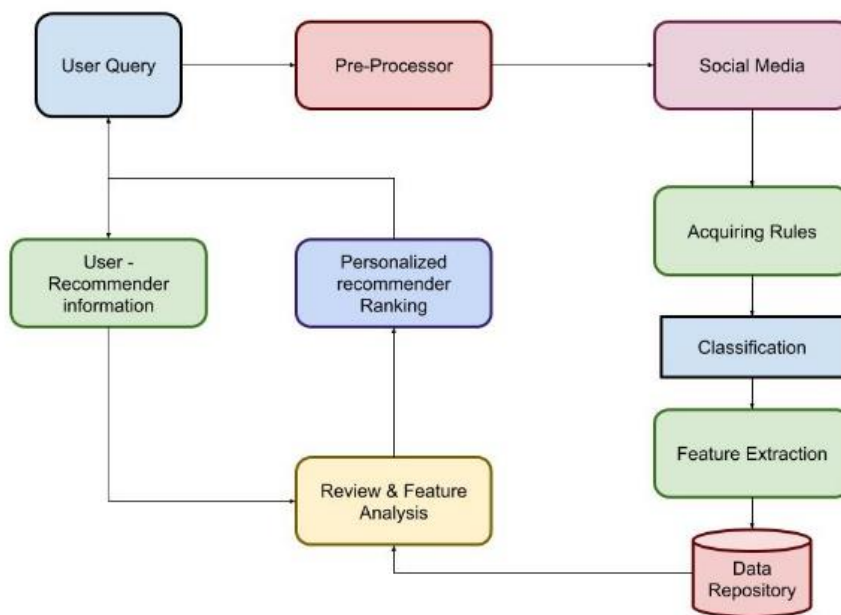 User Query
Pre-Processor
Social Media
Acquiring Rules
User -
Recommender
information
Personalized
recommender
Ranking
Classification
Feature Extraction
Review & Feature
Analysis
Data
Repository